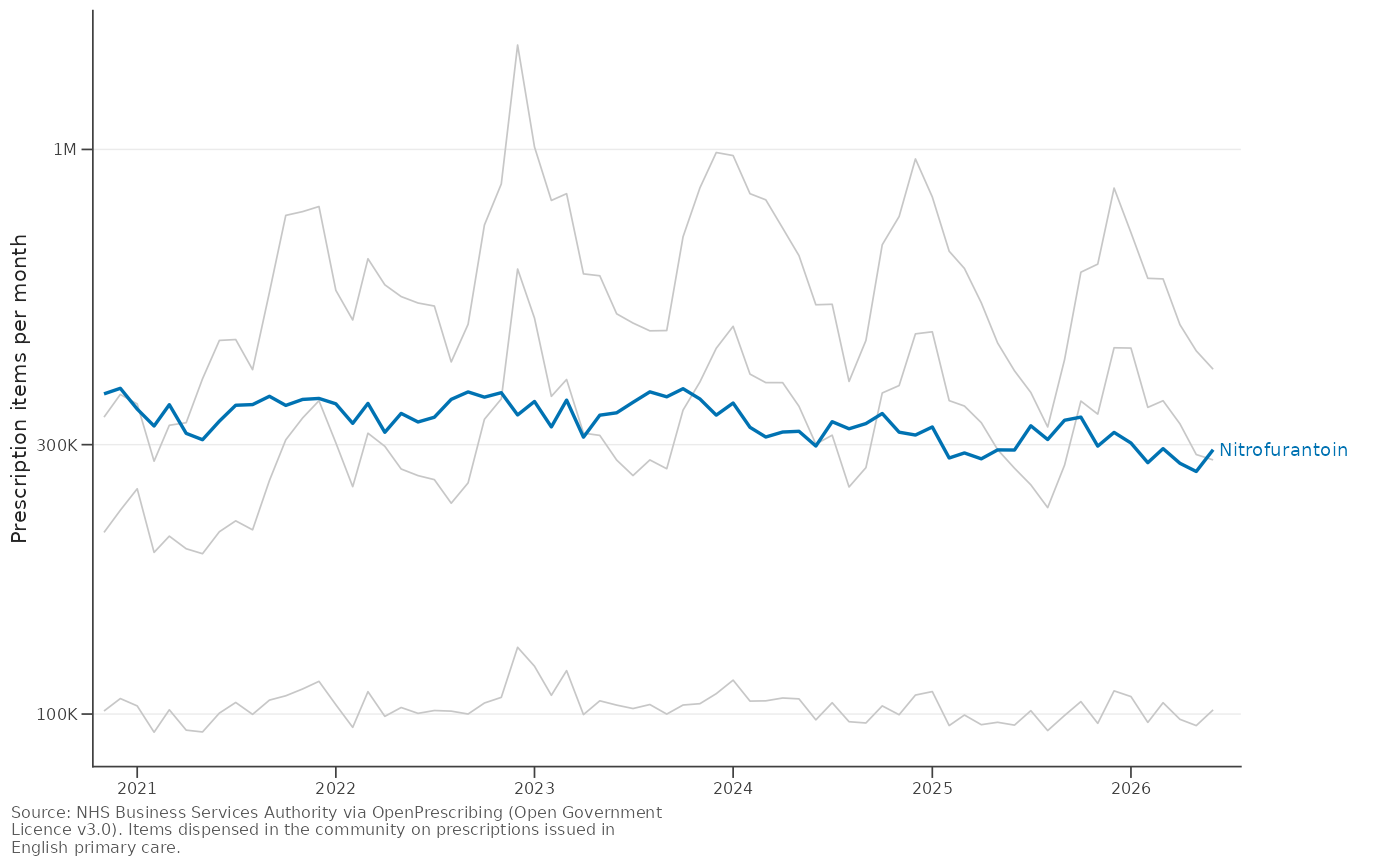 Prescription items per month
1M
300K
100K
Nitrofurantoin
2021
2022
2023
2024
2025
2026
Source: NHS Business Services Authority via OpenPrescribing (Open Government
Licence v3.0). Items dispensed in the community on prescriptions issued in
English primary care.